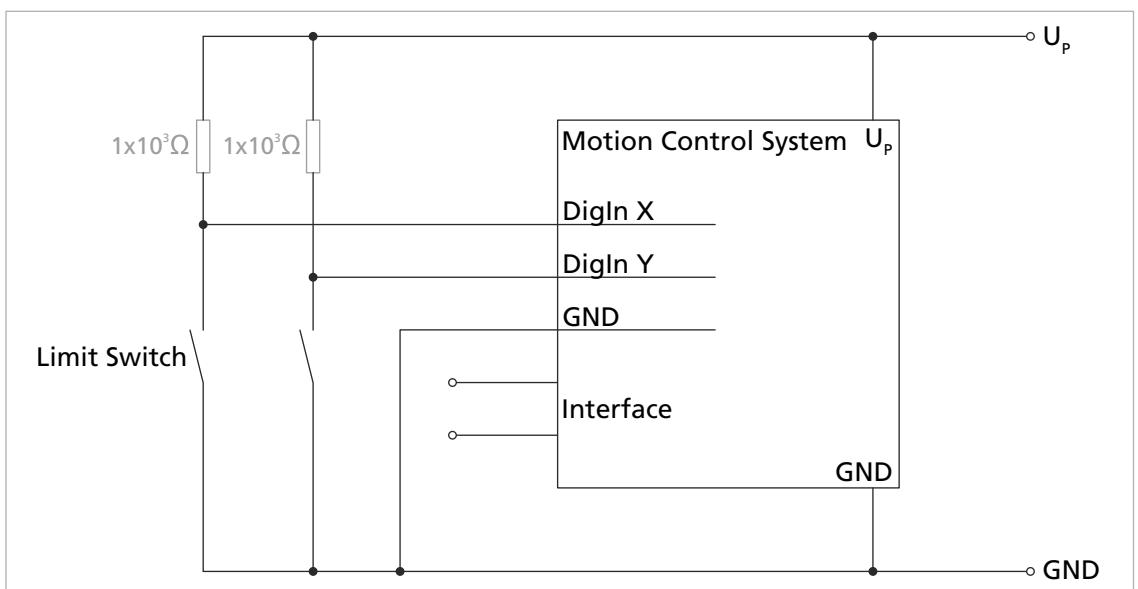 U_P
1x10³Ω 1x10³Ω
Motion Control System U_P
DigIn X
DigIn Y
GND
Limit Switch
Interface
GND
GND